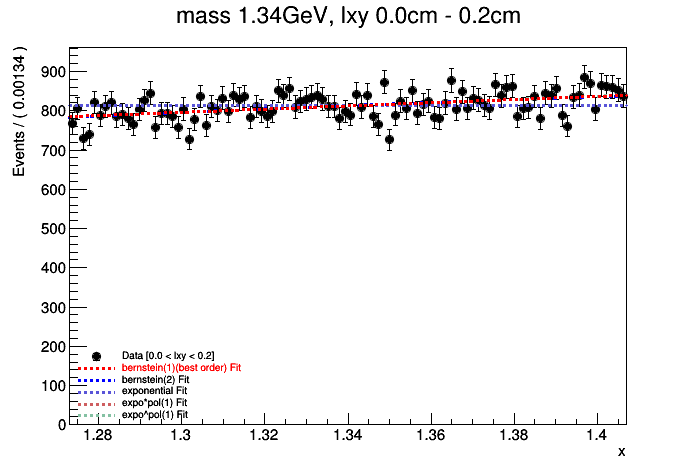 mass 1.34GeV, lxy 0.0cm - 0.2cm
Events / ( 0.00134 )
900
800
700
600
500
400
300
200
100
0
Data [0.0 < lxy < 0.2]
bernstein(1)(best order) Fit
bernstein(2) Fit
exponential Fit
expo*pol(1) Fit
expo*pol(1) Fit
1.28 1.3 1.32 1.34 1.36 1.38 1.4
x